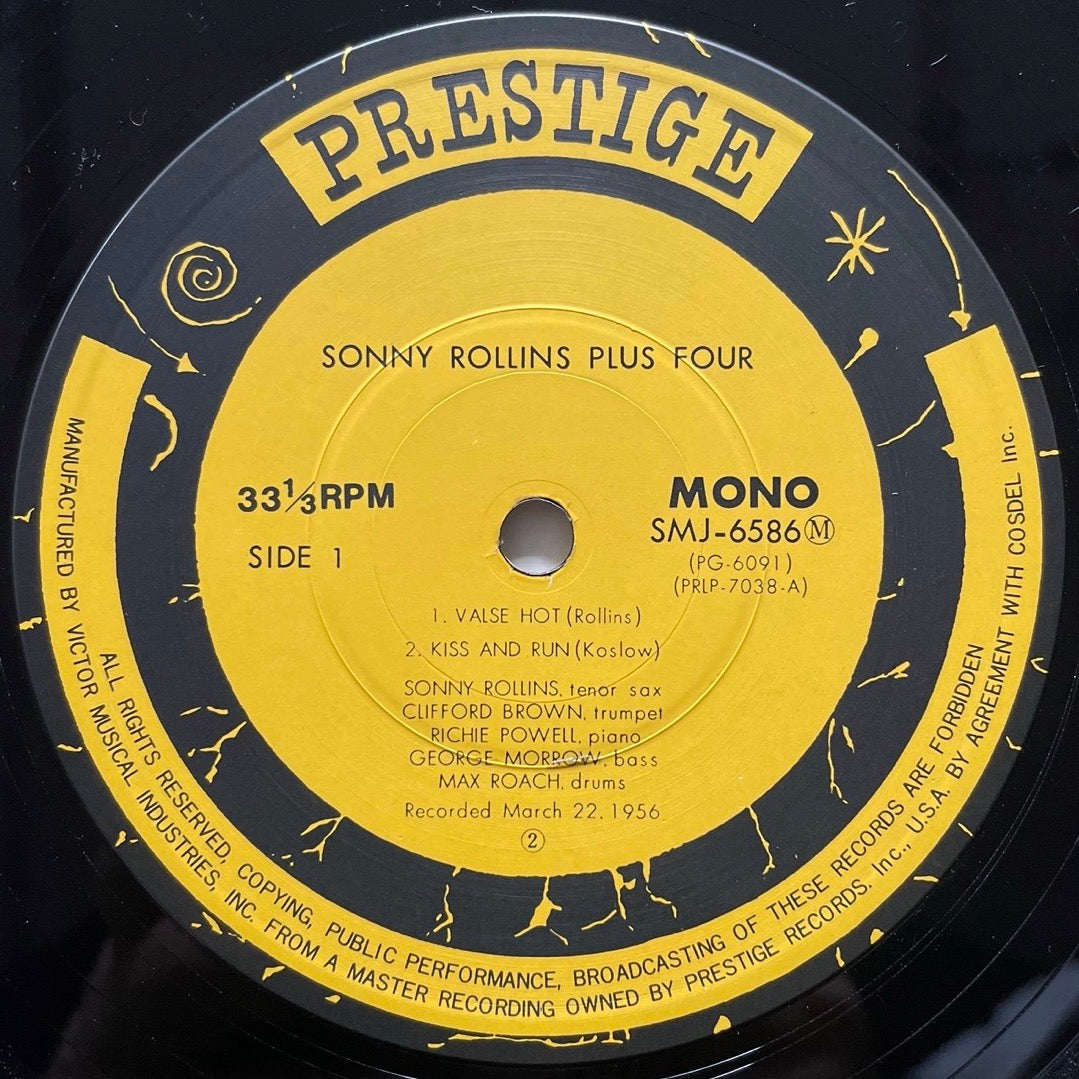 PRESTIGE
SONNY ROLLINS PLUS FOUR
33⅓RPM
SIDE 1
MONO
SMJ-6586Ⓜ
(PG-6091)
(PRLP-7038-A)
1. VALSE HOT (Rollins)
2. KISS AND RUN (Koslow)
SONNY ROLLINS, tenor sax
CLIFFORD BROWN, trumpet
RICHIE POWELL, piano
GEORGE MORROW, bass
MAX ROACH, drums
Recorded March 22, 1956
②
ALL RIGHTS RESERVED, COPYING, PUBLIC PERFORMANCE, BROADCASTING OF THESE RECORDS ARE FORBIDDEN
MANUFACTURED BY VICTOR MUSICAL INDUSTRIES, INC. FROM A MASTER RECORDING OWNED BY PRESTIGE RECORDS. Inc., U.S.A. BY AGREEMENT WITH COSDEL Inc.